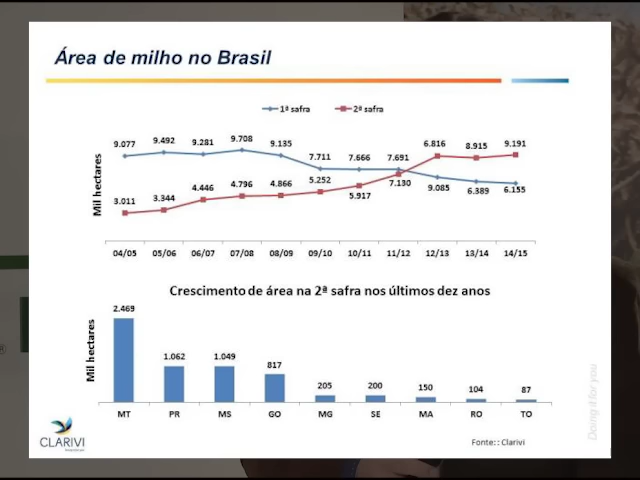 Área de milho no Brasil
1ª safra 2ª safra
Mil hectares
9.077 9.492 9.281 9.708 9.135 7.711 7.666 7.691 6.816 8.915 9.191
3.011 3.344 4.446 4.796 4.866 5.252 5.917 7.130 9.085 6.389 6.155
04/05 05/06 06/07 07/08 08/09 09/10 10/11 11/12 12/13 13/14 14/15
Crescimento de área na 2ª safra nos últimos dez anos
Mil hectares
2.469 1.062 1.049 817 205 200 150 104 87
MT PR MS GO MG SE MA RO TO
CLARIVI
Fonte: : Clarivi
Doing it for you